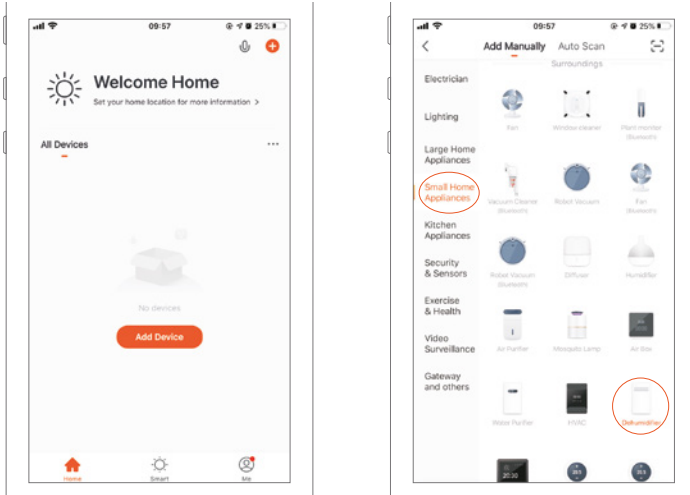 09:57
25%
Welcome Home
Set your home location for more information >
All Devices
No devices
Add Device
Home
Smart
Me
09:57
25%
Add Manually
Auto Scan
Surroundings
Electrician
Lighting
Large Home
Appliances
Small Home
Appliances
Kitchen
Appliances
Security
& Sensors
Exercise
& Health
Video
Surveillance
Gateway
and others
Fan
Window cleaner
Plant monitor
(Bluetooth)
Vacuum Cleaner
(Bluetooth)
Robot Vacuum
Fan
(Bluetooth)
Robot Vacuum
(Bluetooth)
Diffuser
Humidifier
Air Purifier
Mosquito Lamp
Air Box
Water Purifier
HVAC
Dehumidifier
20:30